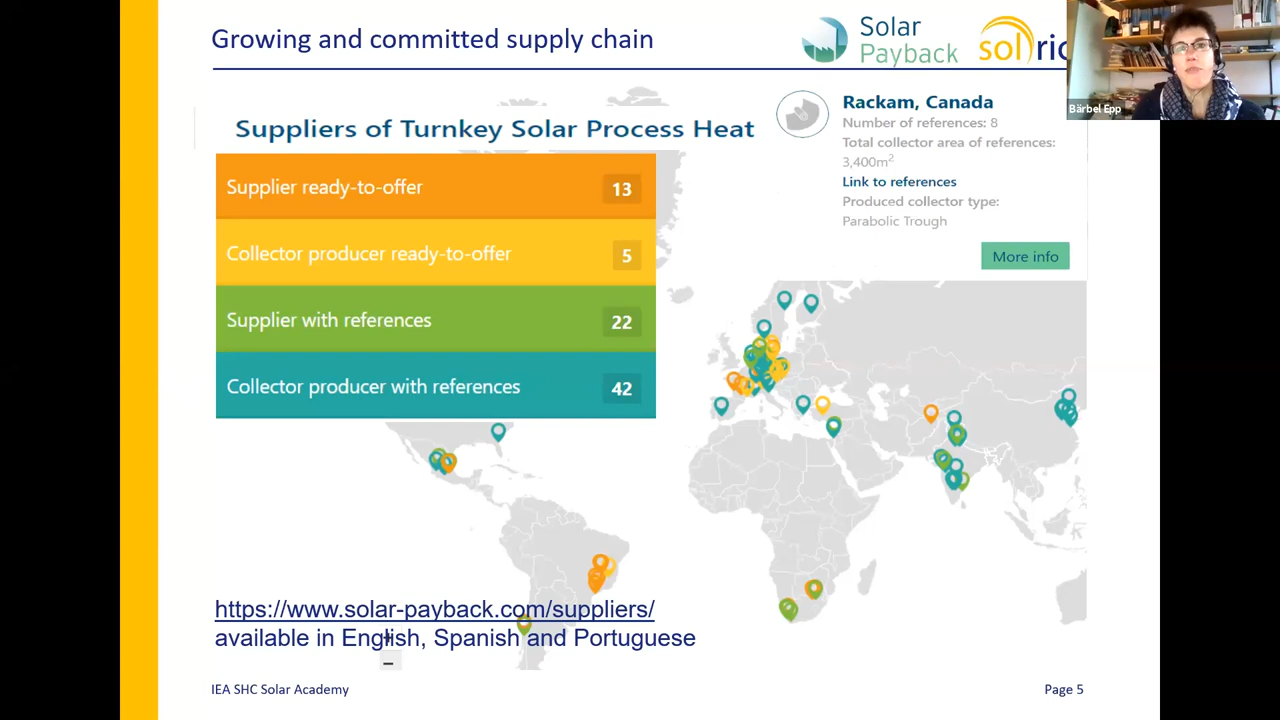 Growing and committed supply chain
Solar
Payback
Bärbel Epp
Suppliers of Turnkey Solar Process Heat
Supplier ready-to-offer 13
Collector producer ready-to-offer 5
Supplier with references 22
Collector producer with references 42
Rackam, Canada
Number of references: 8
Total collector area of references:
3,400m²
Link to references
Produced collector type:
Parabolic Trough
More info
https://www.solar-payback.com/suppliers/
available in English, Spanish and Portuguese
IEA SHC Solar Academy
Page 5